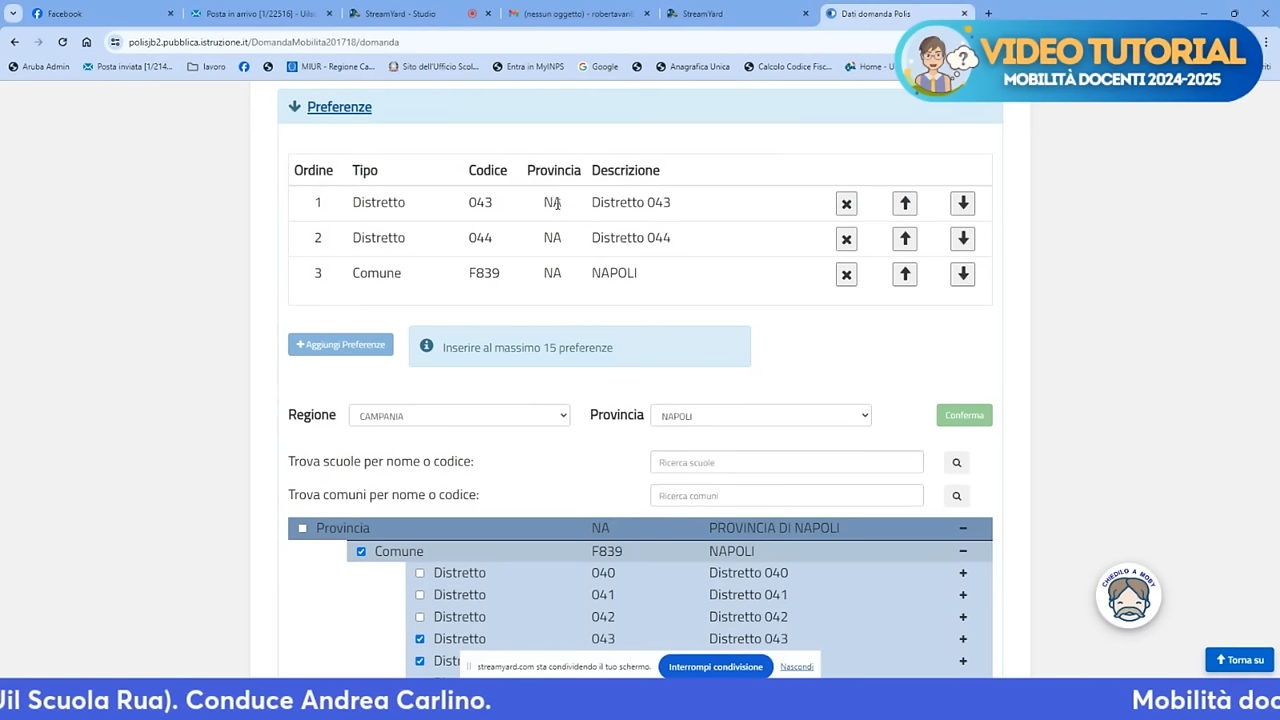 Facebook
Posta in arrivo [1/22516] - Uilsc
StreamYard - Studio
(nessun oggetto) - robertavaril
StreamYard
Dati domanda Polis
polisjb2.pubblica.istruzione.it/DomandaMobilita201718/domanda
Aruba Admin
Posta inviata [1/214...
lavoro
MIUR - Regione Ca...
Sito dell'Ufficio Scol...
Entra in MyINPS
Google
Anagrafica Unica
Calcolo Codice Fisc...
Home - U
VIDEO TUTORIAL
MOBILITÀ DOCENTI 2024-2025
Preferenze
Ordine Tipo Codice Provincia Descrizione
1 Distretto 043 NA Distretto 043
2 Distretto 044 NA Distretto 044
3 Comune F839 NA NAPOLI
+ Aggiungi Preferenze
Inserire al massimo 15 preferenze
Regione CAMPANIA Provincia NAPOLI Conferma
Trova scuole per nome o codice: Ricerca scuole
Trova comuni per nome o codice: Ricerca comuni
Provincia NA PROVINCIA DI NAPOLI −
Comune F839 NAPOLI −
Distretto 040 Distretto 040 +
Distretto 041 Distretto 041 +
Distretto 042 Distretto 042 +
Distretto 043 Distretto 043 +
Distr +
streamyard.com sta condividendo il tuo schermo. Interrompi condivisione Nascondi
CHIEDILO A MOBY
Torna su
Uil Scuola Rua). Conduce Andrea Carlino. Mobilità doc